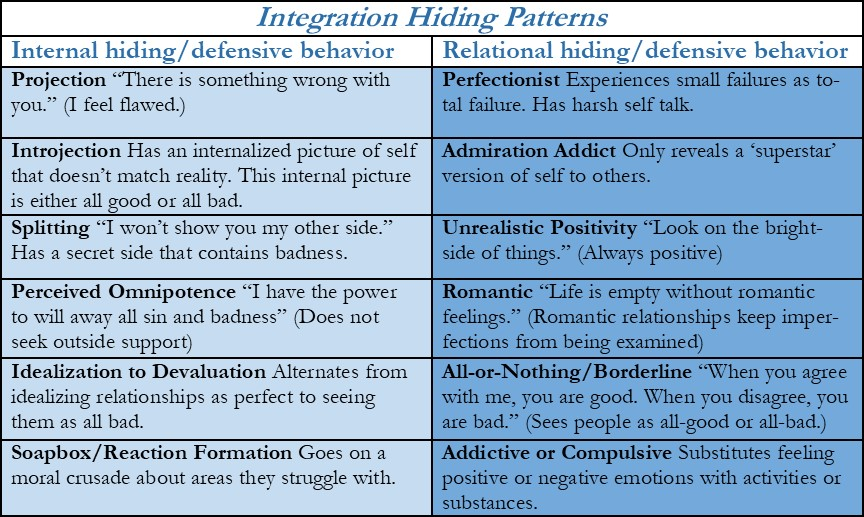 Integration Hiding Patterns
Internal hiding/defensive behavior
Relational hiding/defensive behavior
Projection “There is something wrong with
you.” (I feel flawed.)
Perfectionist Experiences small failures as to-
tal failure. Has harsh self talk.
Introjection Has an internalized picture of self
that doesn’t match reality. This internal picture
is either all good or all bad.
Admiration Addict Only reveals a ‘superstar’
version of self to others.
Splitting “I won’t show you my other side.”
Has a secret side that contains badness.
Unrealistic Positivity “Look on the bright-
side of things.” (Always positive)
Perceived Omnipotence “I have the power
to will away all sin and badness” (Does not
seek outside support)
Romantic “Life is empty without romantic
feelings.” (Romantic relationships keep imper-
fections from being examined)
Idealization to Devaluation Alternates from
idealizing relationships as perfect to seeing
them as all bad.
All-or-Nothing/Borderline “When you agree
with me, you are good. When you disagree, you
are bad.” (Sees people as all-good or all-bad.)
Soapbox/Reaction Formation Goes on a
moral crusade about areas they struggle with.
Addictive or Compulsive Substitutes feeling
positive or negative emotions with activities or
substances.